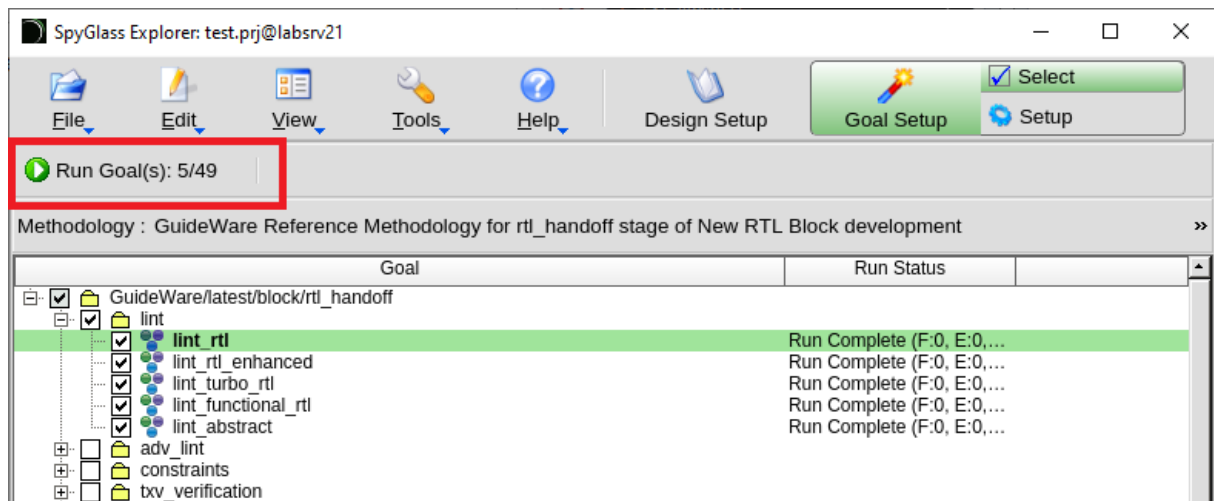 SpyGlass Explorer: test.prj@labsrv21
File Edit View Tools Help Design Setup Goal Setup Select
Setup
Run Goal(s): 5/49
Methodology : GuideWare Reference Methodology for rtl_handoff stage of New RTL Block development »
Goal Run Status
GuideWare/latest/block/rtl_handoff
lint
lint_rtl Run Complete (F:0, E:0,...
lint_rtl_enhanced Run Complete (F:0, E:0,...
lint_turbo_rtl Run Complete (F:0, E:0,...
lint_functional_rtl Run Complete (F:0, E:0,...
lint_abstract Run Complete (F:0, E:0,...
adv_lint
constraints
txv_verification